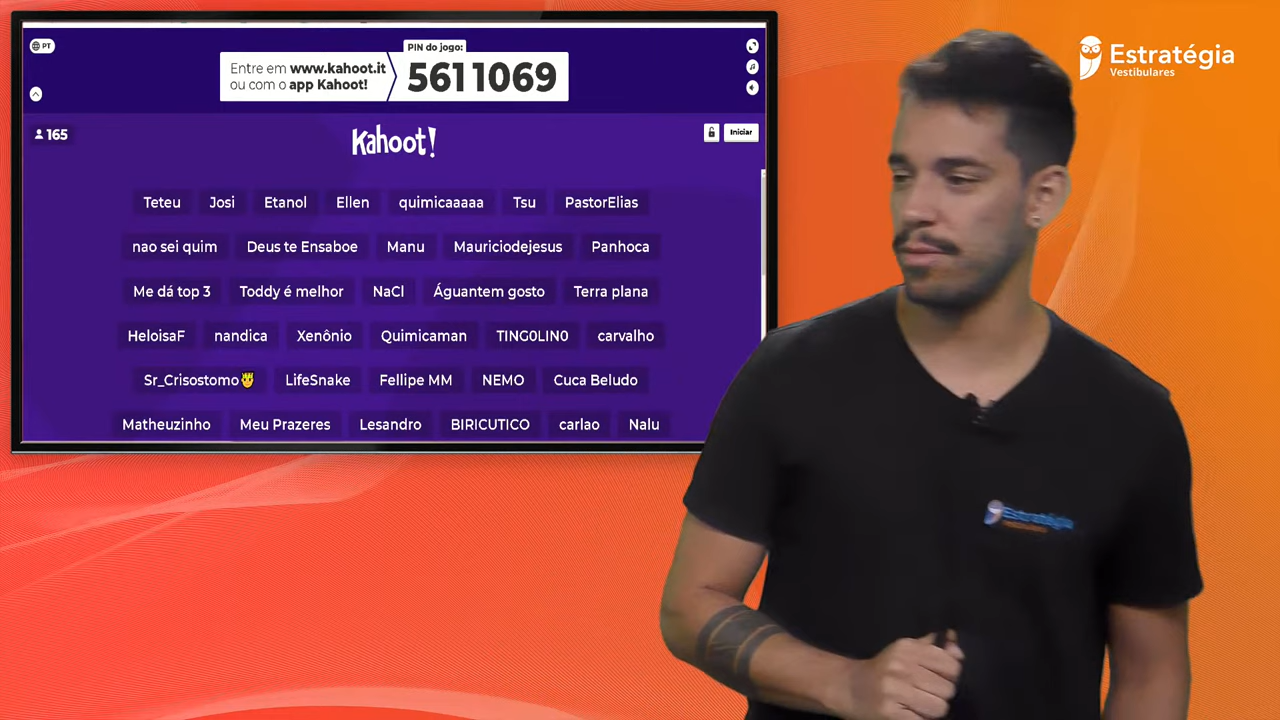 PT
Entre em www.kahoot.it
ou com o app Kahoot!
PIN do jogo:
5611069
165
Kahoot!
Iniciar
Teteu Josi Etanol Ellen quimicaaaaa Tsu PastorElias
nao sei quim Deus te Ensaboe Manu Mauriciodejesus Panhoca
Me dá top 3 Toddy é melhor NaCl Águantem gosto Terra plana
HeloisaF nandica Xenônio Quimicaman TING0LIN0 carvalho
Sr_Crisostomo🤴 LifeSnake Fellipe MM NEMO Cuca Beludo
Matheuzinho Meu Prazeres Lesandro BIRICUTICO carlao Nalu
Estratégia
Vestibulares
Estratégia